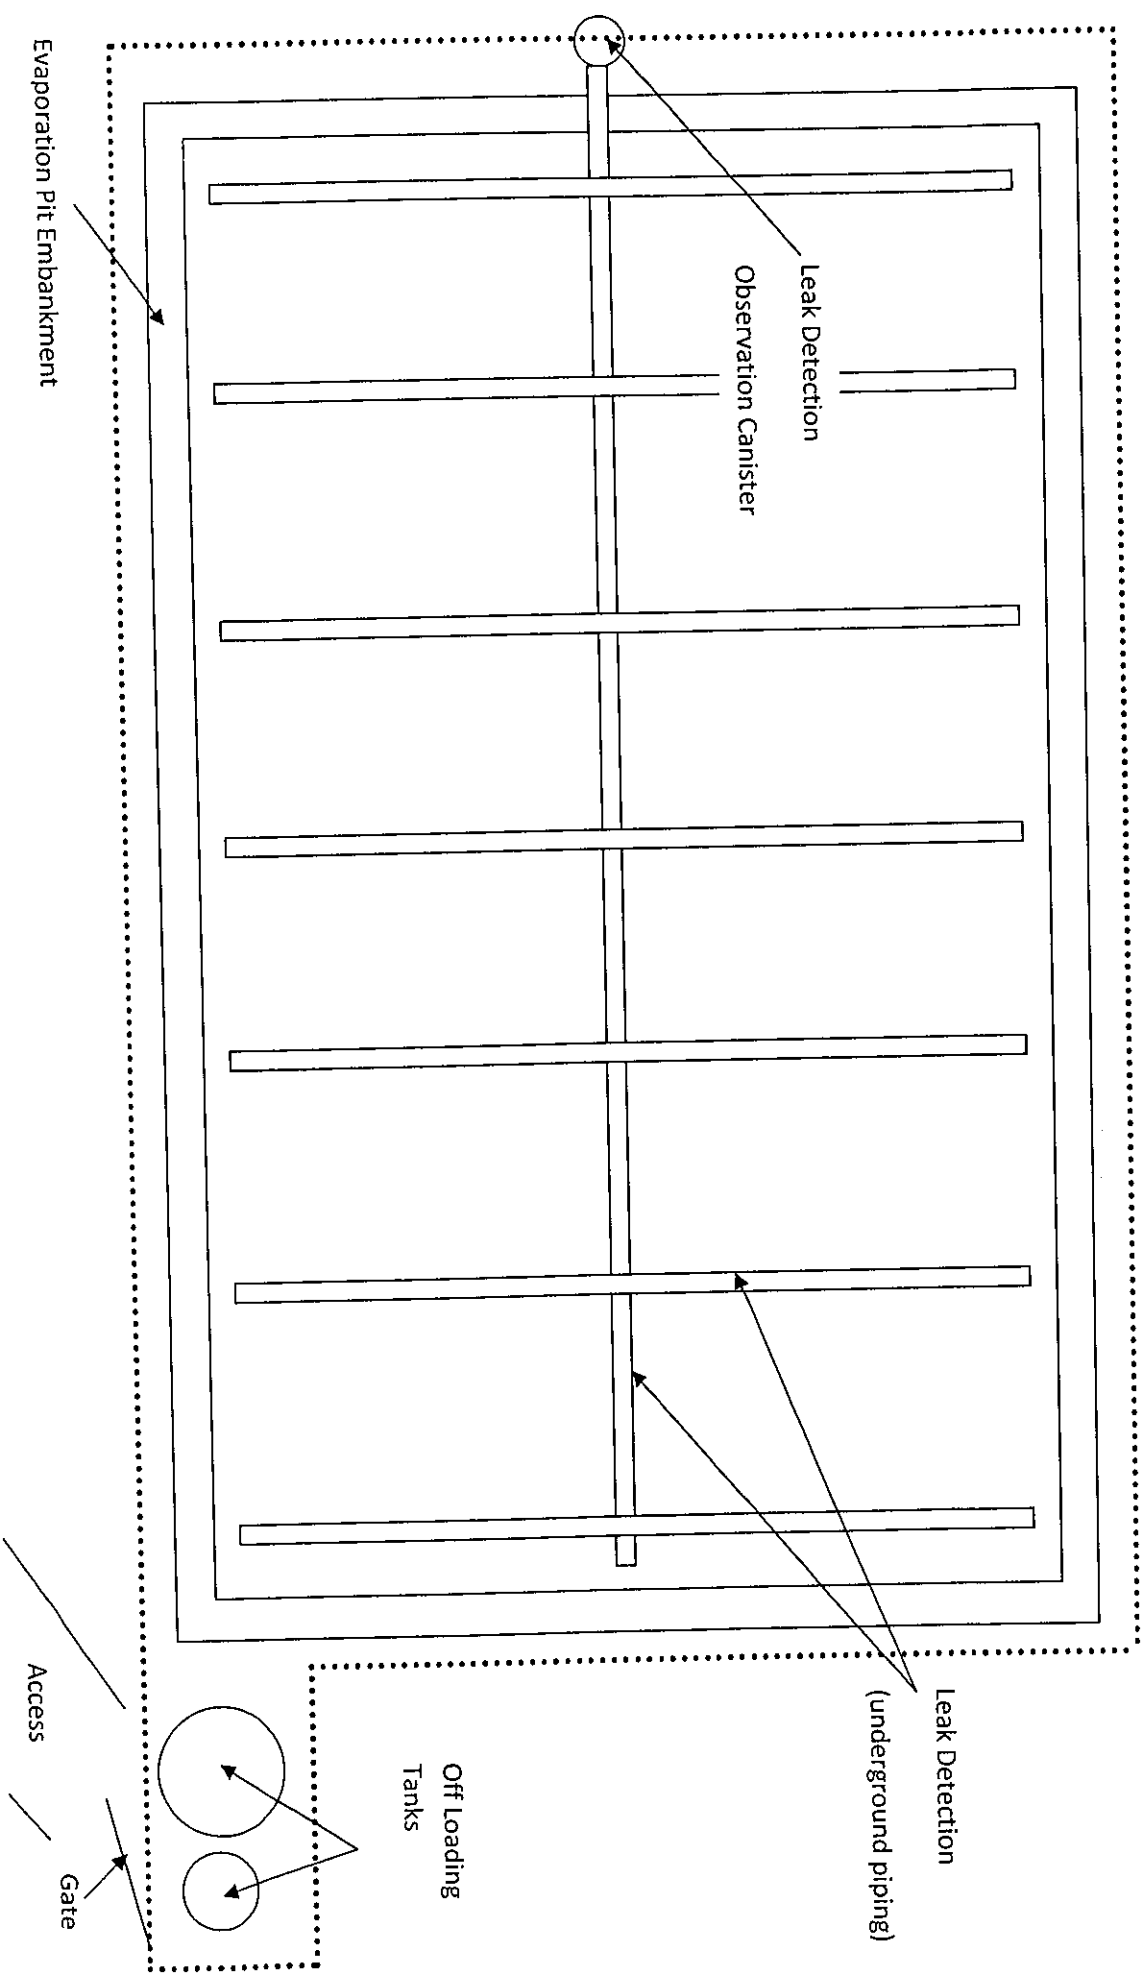 Leak Detection
Observation Canister
Evaporation Pit Embankment
Leak Detection
(underground piping)
Off Loading
Tanks
Access
Gate